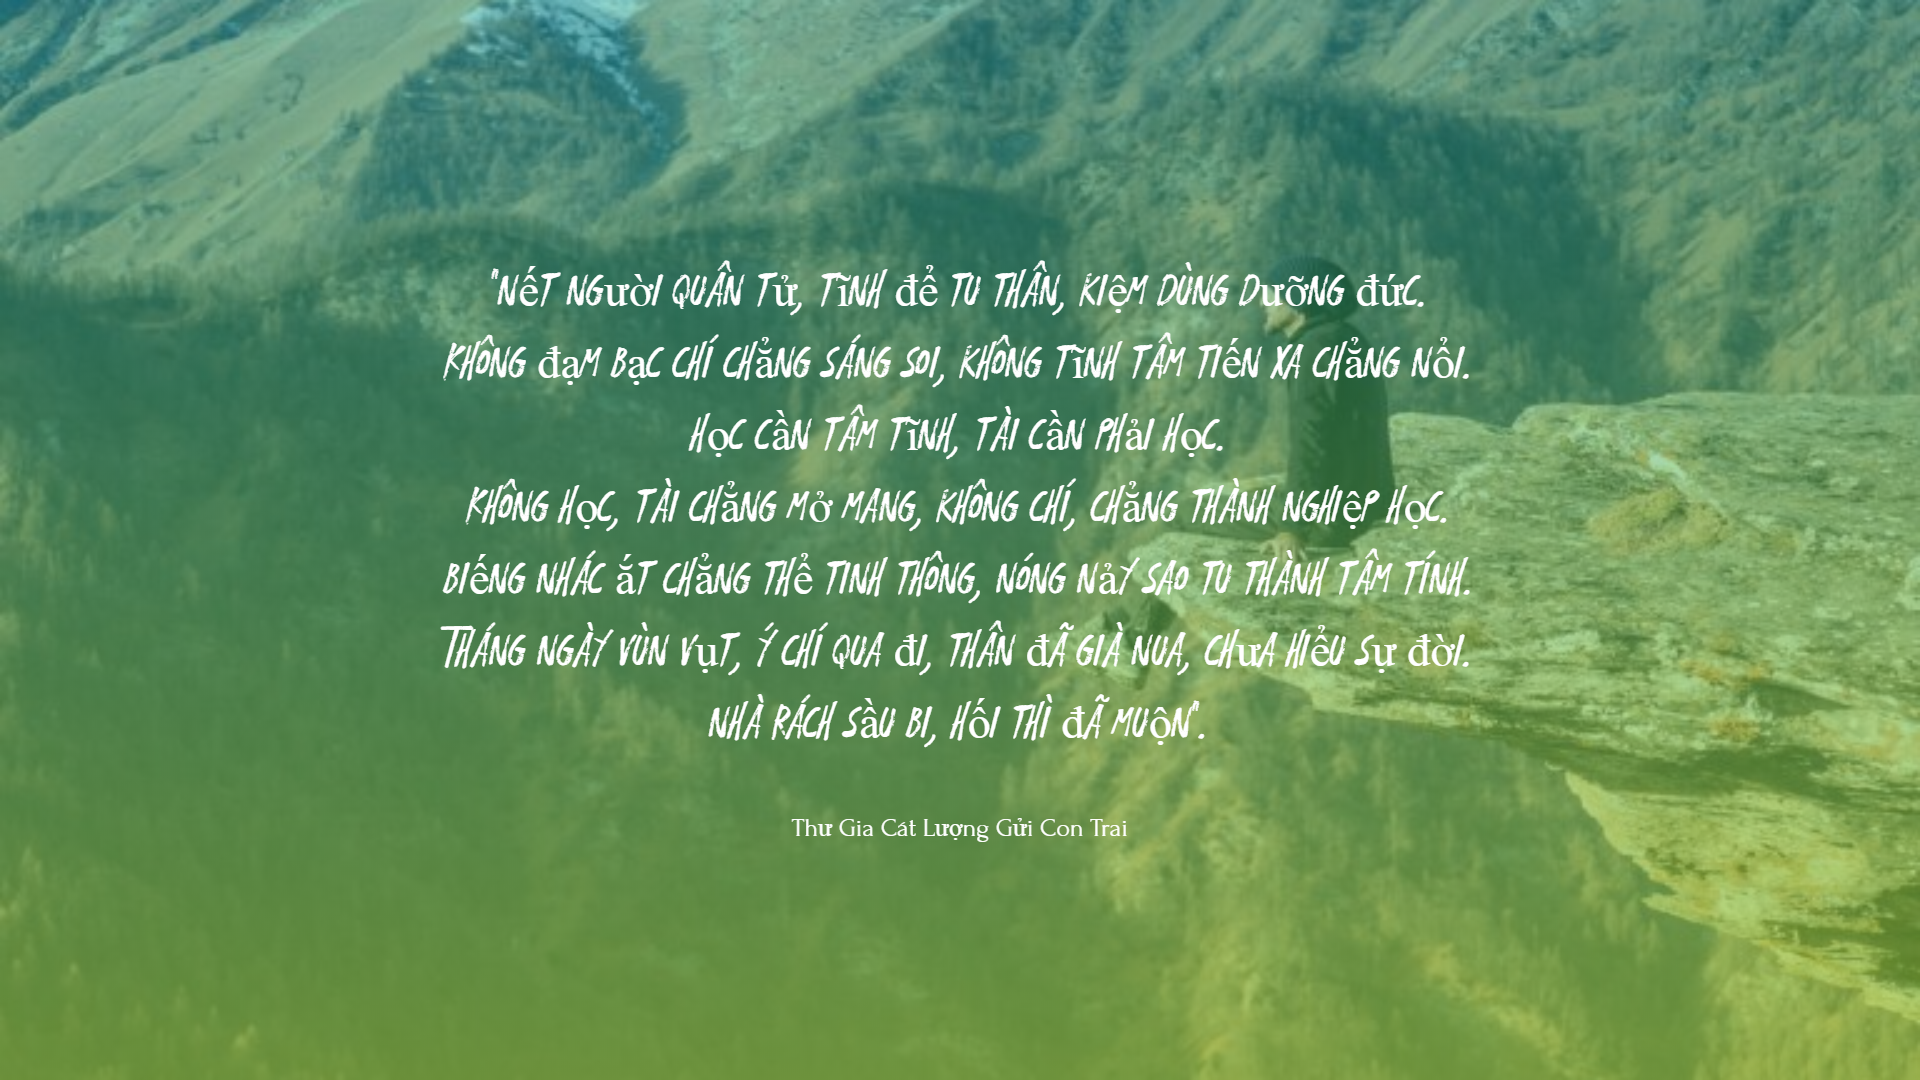 "Nết người quân tử, tĩnh để tu thân, kiệm dùng dưỡng đức.
Không đạm bạc chí chẳng sáng soi, không tĩnh tâm tiến xa chẳng nổi.
Học cần tâm tĩnh, tài cần phải học.
Không học, tài chẳng mở mang, không chí, chẳng thành nghiệp học.
Biếng nhác ắt chẳng thể tinh thông, nóng nảy sao tu thành tâm tính.
Tháng ngày vùn vụt, ý chí qua đi, thân đã già nua, chưa hiểu sự đời.
Nhà rách sầu bi, hối thì đã muộn".
Thư Gia Cát Lượng Gửi Con Trai